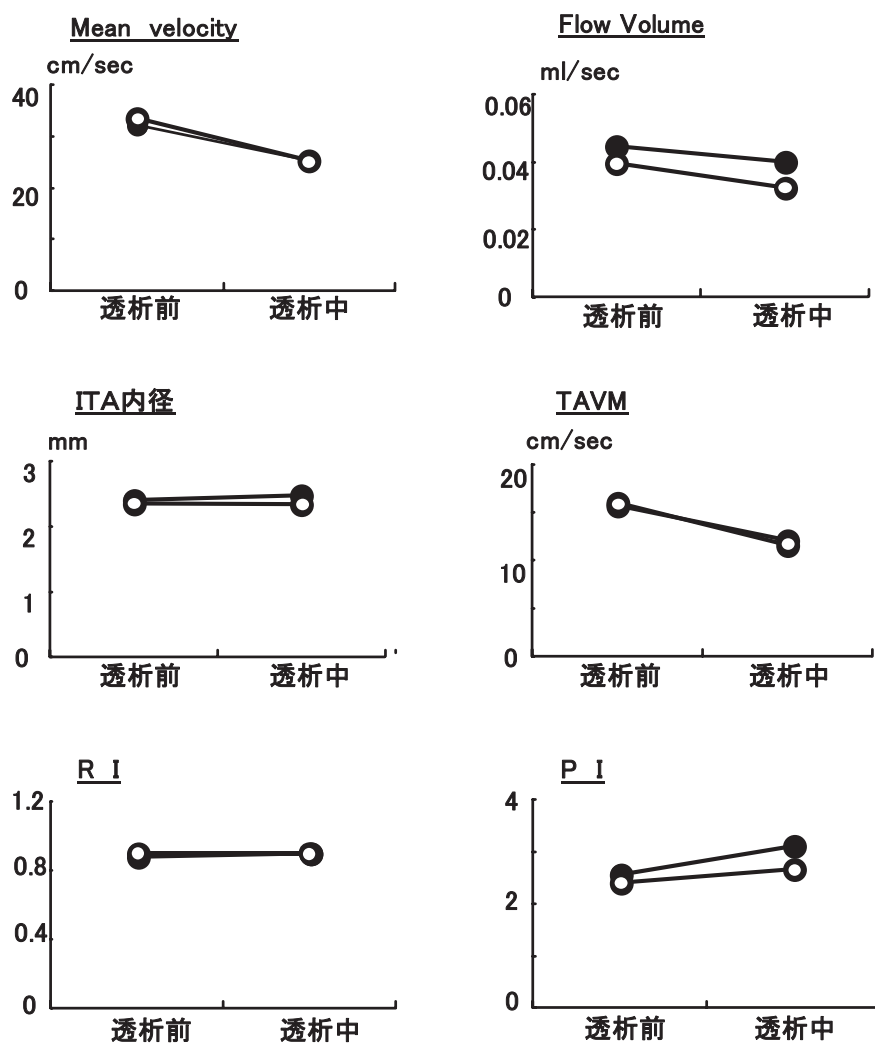 Mean velocity
cm/sec
40
20
0
透析前 透析中
Flow Volume
ml/sec
0.06
0.04
0.02
0
透析前 透析中
ITA内径
mm
3
2
1
0
透析前 透析中
TAVM
cm/sec
20
10
0
透析前 透析中
R I
1.2
0.8
0.4
0
透析前 透析中
P I
4
2
0
透析前 透析中